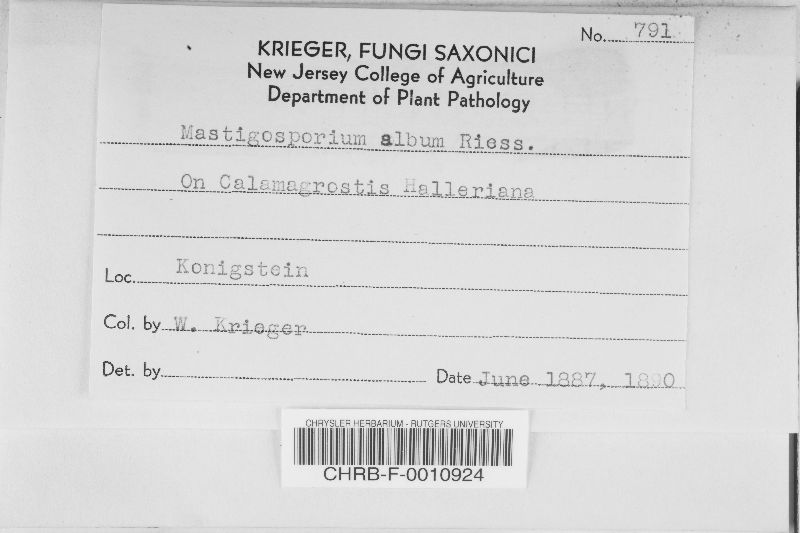 No. 791
KRIEGER, FUNGI SAXONICI
New Jersey College of Agriculture
Department of Plant Pathology
Mastigosporium album Riess.
On Calamagrostis Halleriana
Loc. Konigstein
Col. by W. Krieger
Det. by
Date June 1887, 1890
CHRYSLER HERBARIUM - RUTGERS UNIVERSITY
CHRB-F-0010924